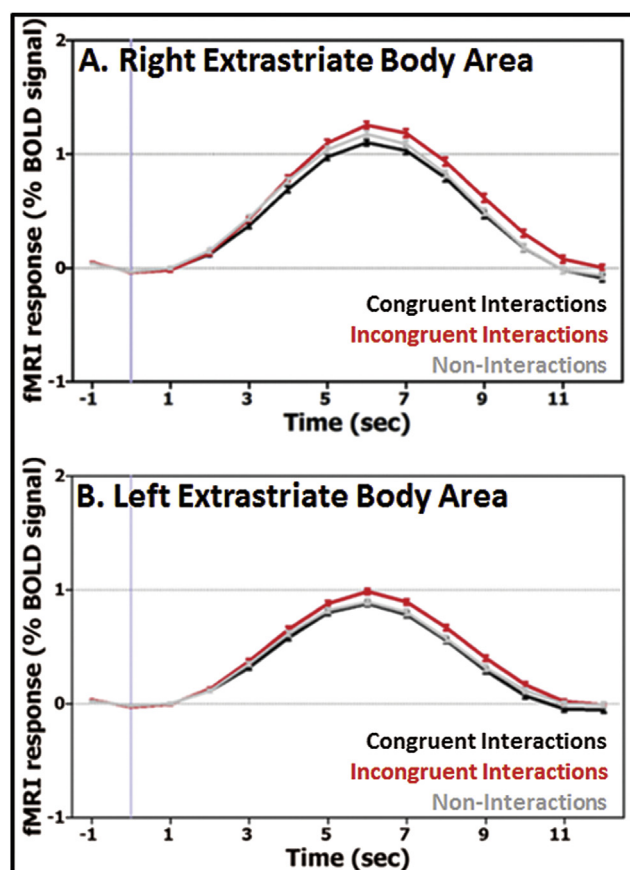 A. Right Extrastriate Body Area
fMRI response (% BOLD signal)
2
1
0
-1
Congruent Interactions
Incongruent Interactions
Non-Interactions
-1 1 3 5 7 9 11
Time (sec)
B. Left Extrastriate Body Area
fMRI response (% BOLD signal)
2
1
0
-1
Congruent Interactions
Incongruent Interactions
Non-Interactions
-1 1 3 5 7 9 11
Time (sec)